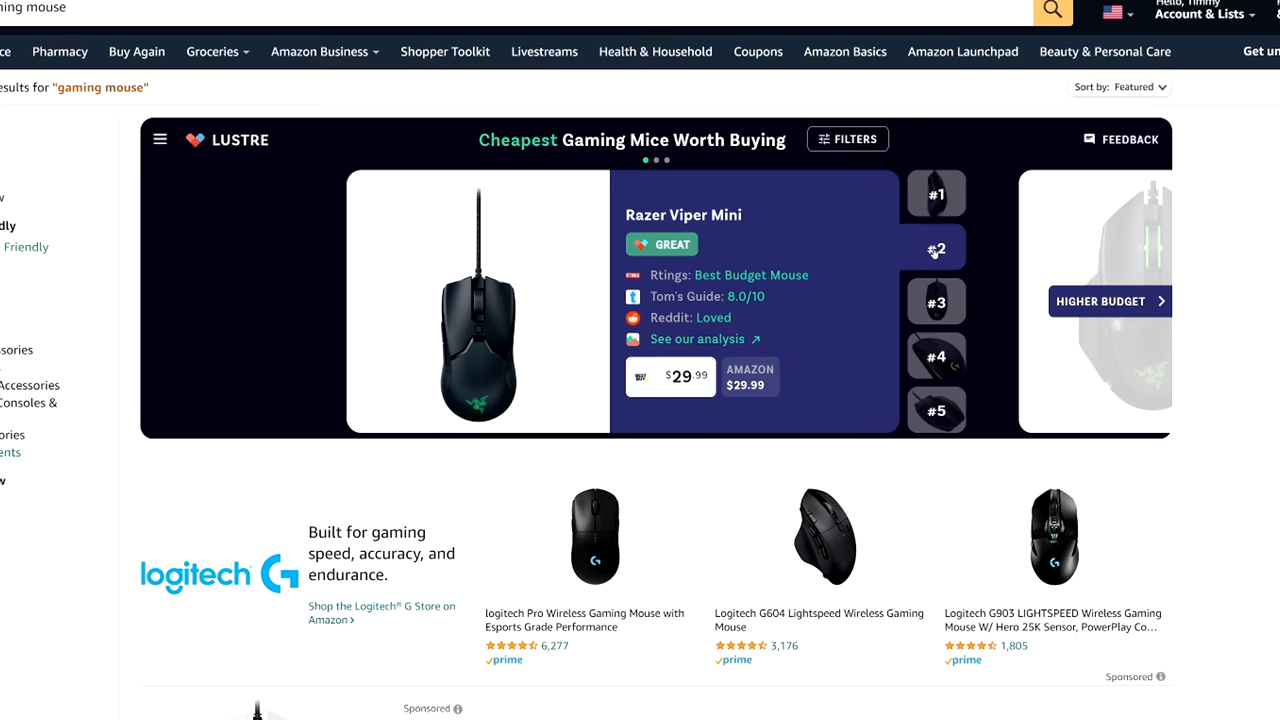 ning mouse
Hello, Timmy
Account & Lists
ce Pharmacy Buy Again Groceries Amazon Business Shopper Toolkit Livestreams Health & Household Coupons Amazon Basics Amazon Launchpad Beauty & Personal Care Get un
esults for "gaming mouse"
Sort by: Featured
LUSTRE
Cheapest Gaming Mice Worth Buying
FILTERS
FEEDBACK
w
dly
Friendly
ssories
Accessories
Consoles &
ories
ents
w
Razer Viper Mini
GREAT
Rtings: Best Budget Mouse
Tom's Guide: 8.0/10
Reddit: Loved
See our analysis
$29.99
AMAZON
$29.99
#1
#2
#3
#4
#5
HIGHER BUDGET
logitech G
Built for gaming
speed, accuracy, and
endurance.
Shop the Logitech® G Store on
Amazon
logitech Pro Wireless Gaming Mouse with
Esports Grade Performance
6,277
prime
Logitech G604 Lightspeed Wireless Gaming
Mouse
3,176
prime
Logitech G903 LIGHTSPEED Wireless Gaming
Mouse W/ Hero 25K Sensor, PowerPlay Co...
1,805
prime
Sponsored
Sponsored